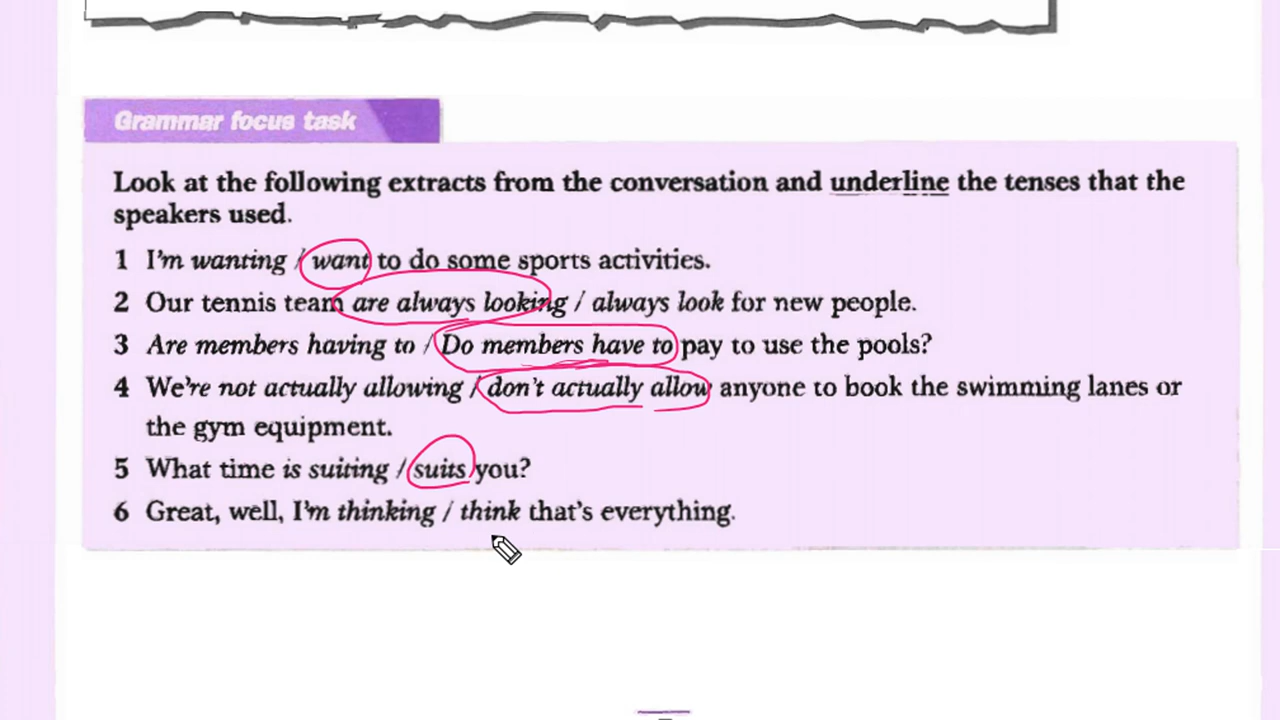 Grammar focus task
Look at the following extracts from the conversation and underline the tenses that the
speakers used.
1 I'm wanting / want to do some sports activities.
2 Our tennis team are always looking / always look for new people.
3 Are members having to / Do members have to pay to use the pools?
4 We're not actually allowing / don't actually allow anyone to book the swimming lanes or
the gym equipment.
5 What time is suiting / suits you?
6 Great, well, I'm thinking / think that's everything.